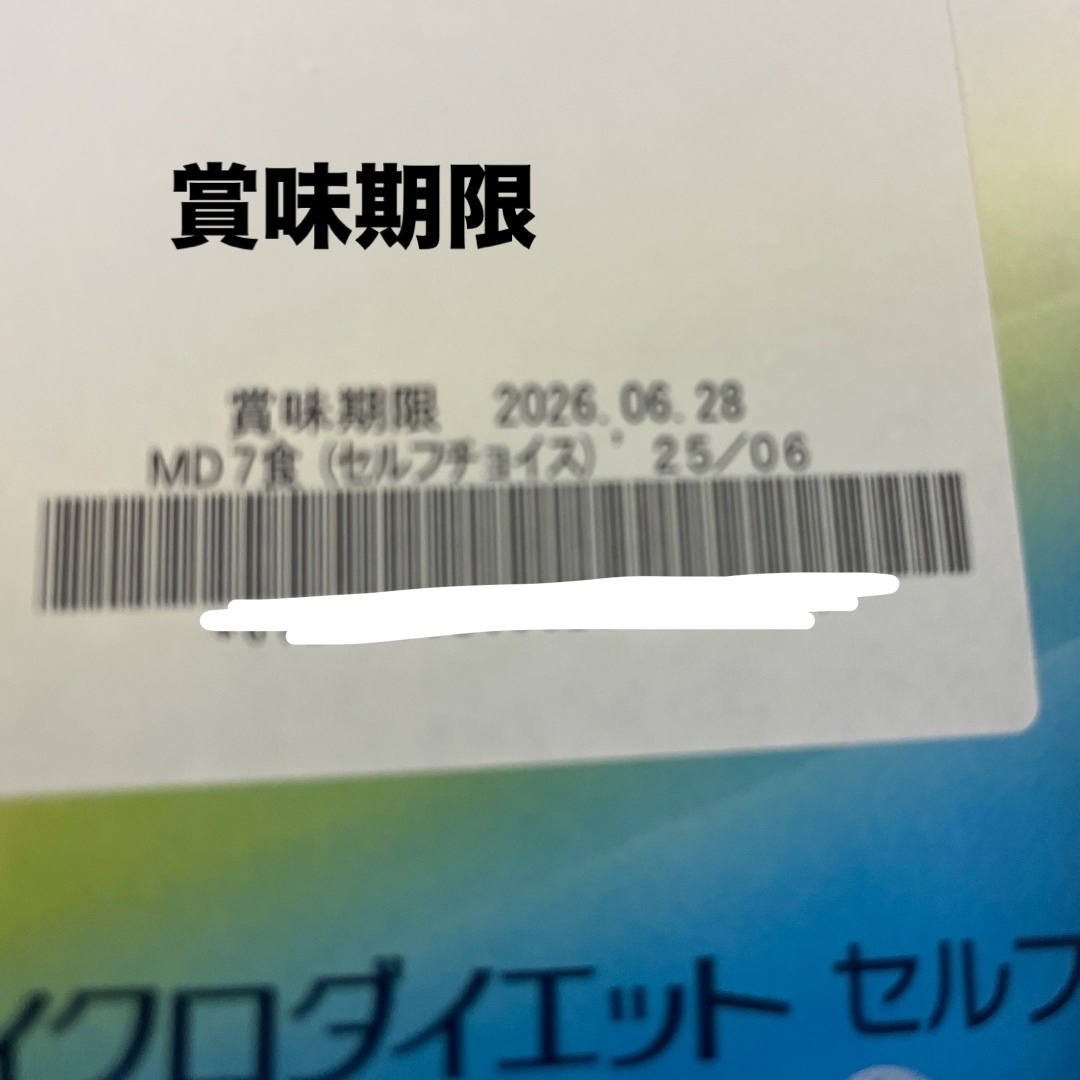 賞味期限
賞味期限 2026.06.28
MD7食(セルフチョイス)'25/06
イクロダイエット セルフ